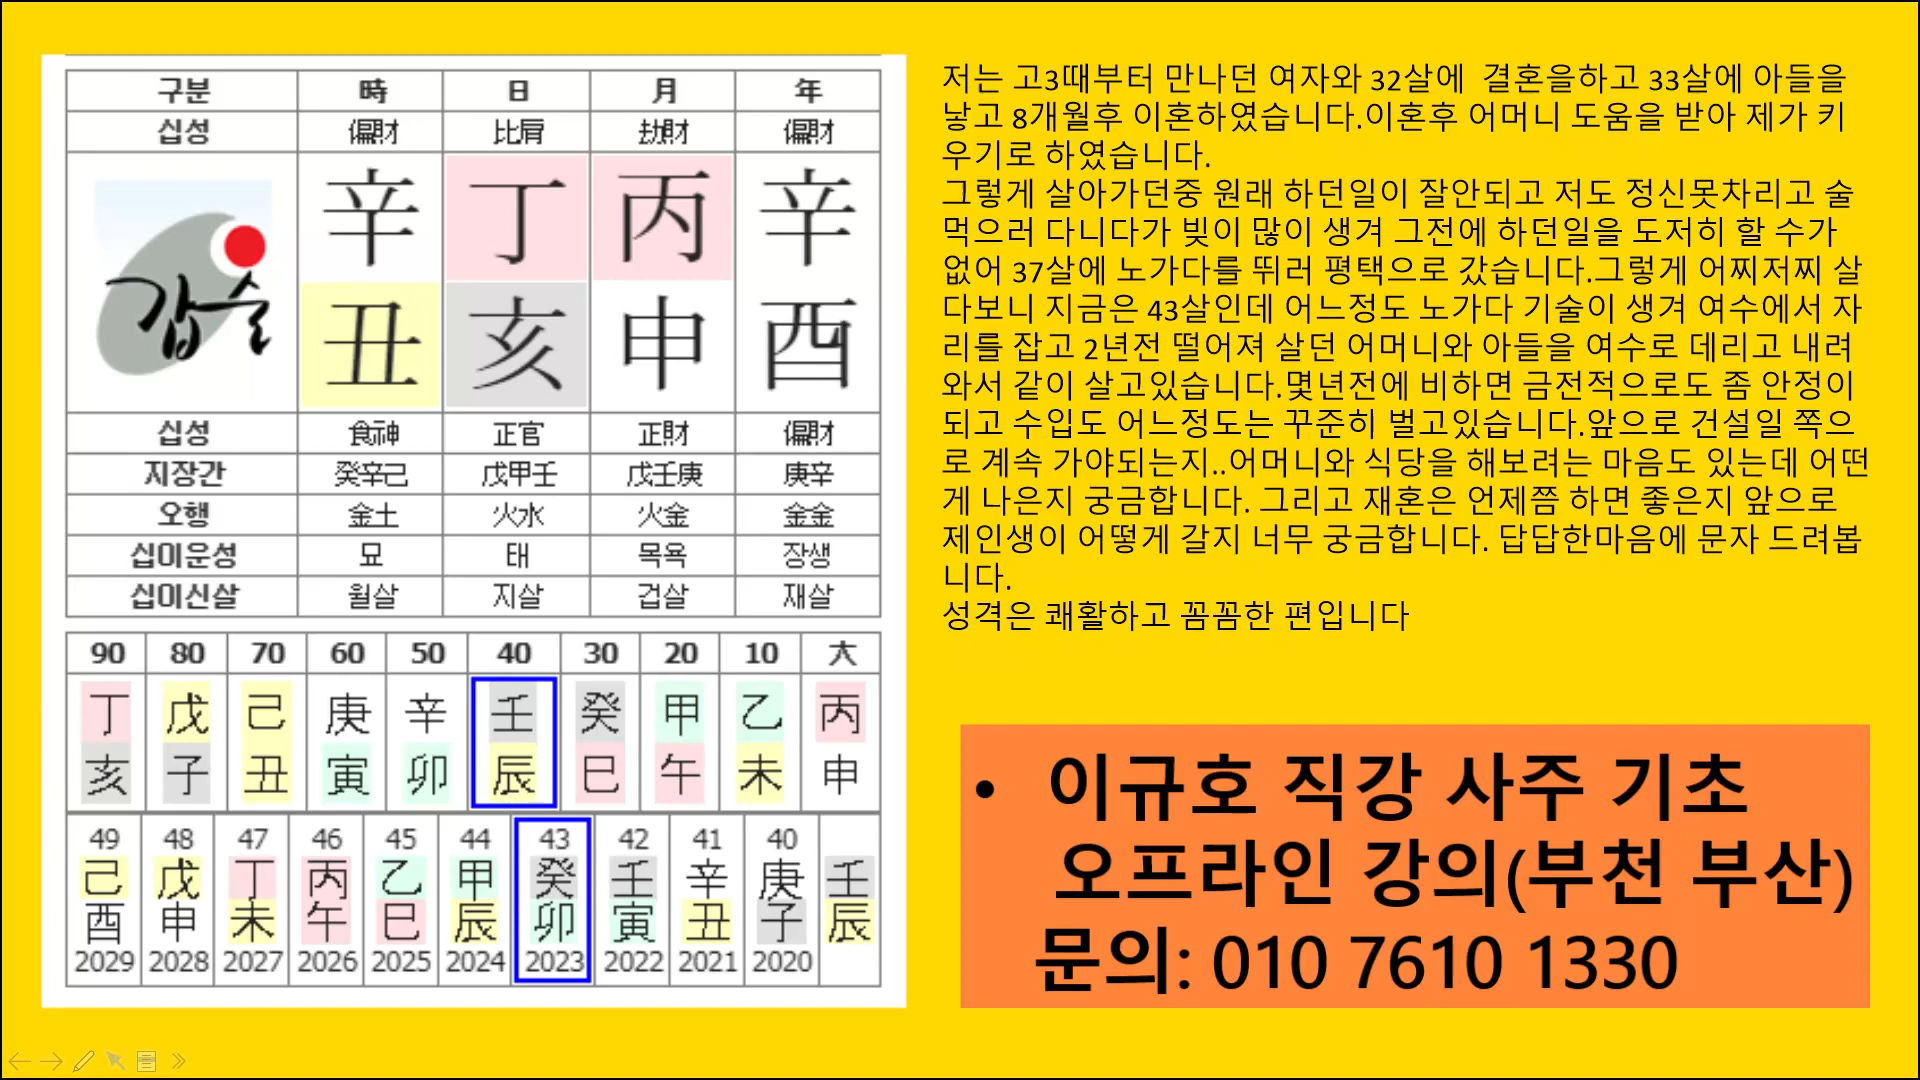 구분 時 日 月 年
십성 偏財 比肩 劫財 偏財
갑술
辛 丁 丙 辛
丑 亥 申 酉
십성 食神 正官 正財 偏財
지장간 癸辛己 戊甲壬 戊壬庚 庚辛
오행 金土 火水 火金 金金
십이운성 묘 태 목욕 장생
십이신살 월살 지살 겁살 재살
90 80 70 60 50 40 30 20 10 大
丁 戊 己 庚 辛 壬 癸 甲 乙 丙
亥 子 丑 寅 卯 辰 巳 午 未 申
49 48 47 46 45 44 43 42 41 40
己 戊 丁 丙 乙 甲 癸 壬 辛 庚 壬
酉 申 未 午 巳 辰 卯 寅 丑 子 辰
2029 2028 2027 2026 2025 2024 2023 2022 2021 2020
저는 고3때부터 만나던 여자와 32살에 결혼을하고 33살에 아들을
낳고 8개월후 이혼하였습니다.이혼후 어머니 도움을 받아 제가 키
우기로 하였습니다.
그렇게 살아가던중 원래 하던일이 잘안되고 저도 정신못차리고 술
먹으러 다니다가 빚이 많이 생겨 그전에 하던일을 도저히 할 수가
없어 37살에 노가다를 뛰러 평택으로 갔습니다.그렇게 어찌저찌 살
다보니 지금은 43살인데 어느정도 노가다 기술이 생겨 여수에서 자
리를 잡고 2년전 떨어져 살던 어머니와 아들을 여수로 데리고 내려
와서 같이 살고있습니다.몇년전에 비하면 금전적으로도 좀 안정이
되고 수입도 어느정도는 꾸준히 벌고있습니다.앞으로 건설일 쪽으
로 계속 가야되는지..어머니와 식당을 해보려는 마음도 있는데 어떤
게 나은지 궁금합니다. 그리고 재혼은 언제쯤 하면 좋은지 앞으로
제인생이 어떻게 갈지 너무 궁금합니다. 답답한마음에 문자 드려봅
니다.
성격은 쾌활하고 꼼꼼한 편입니다
• 이규호 직강 사주 기초
오프라인 강의(부천 부산)
문의: 010 7610 1330